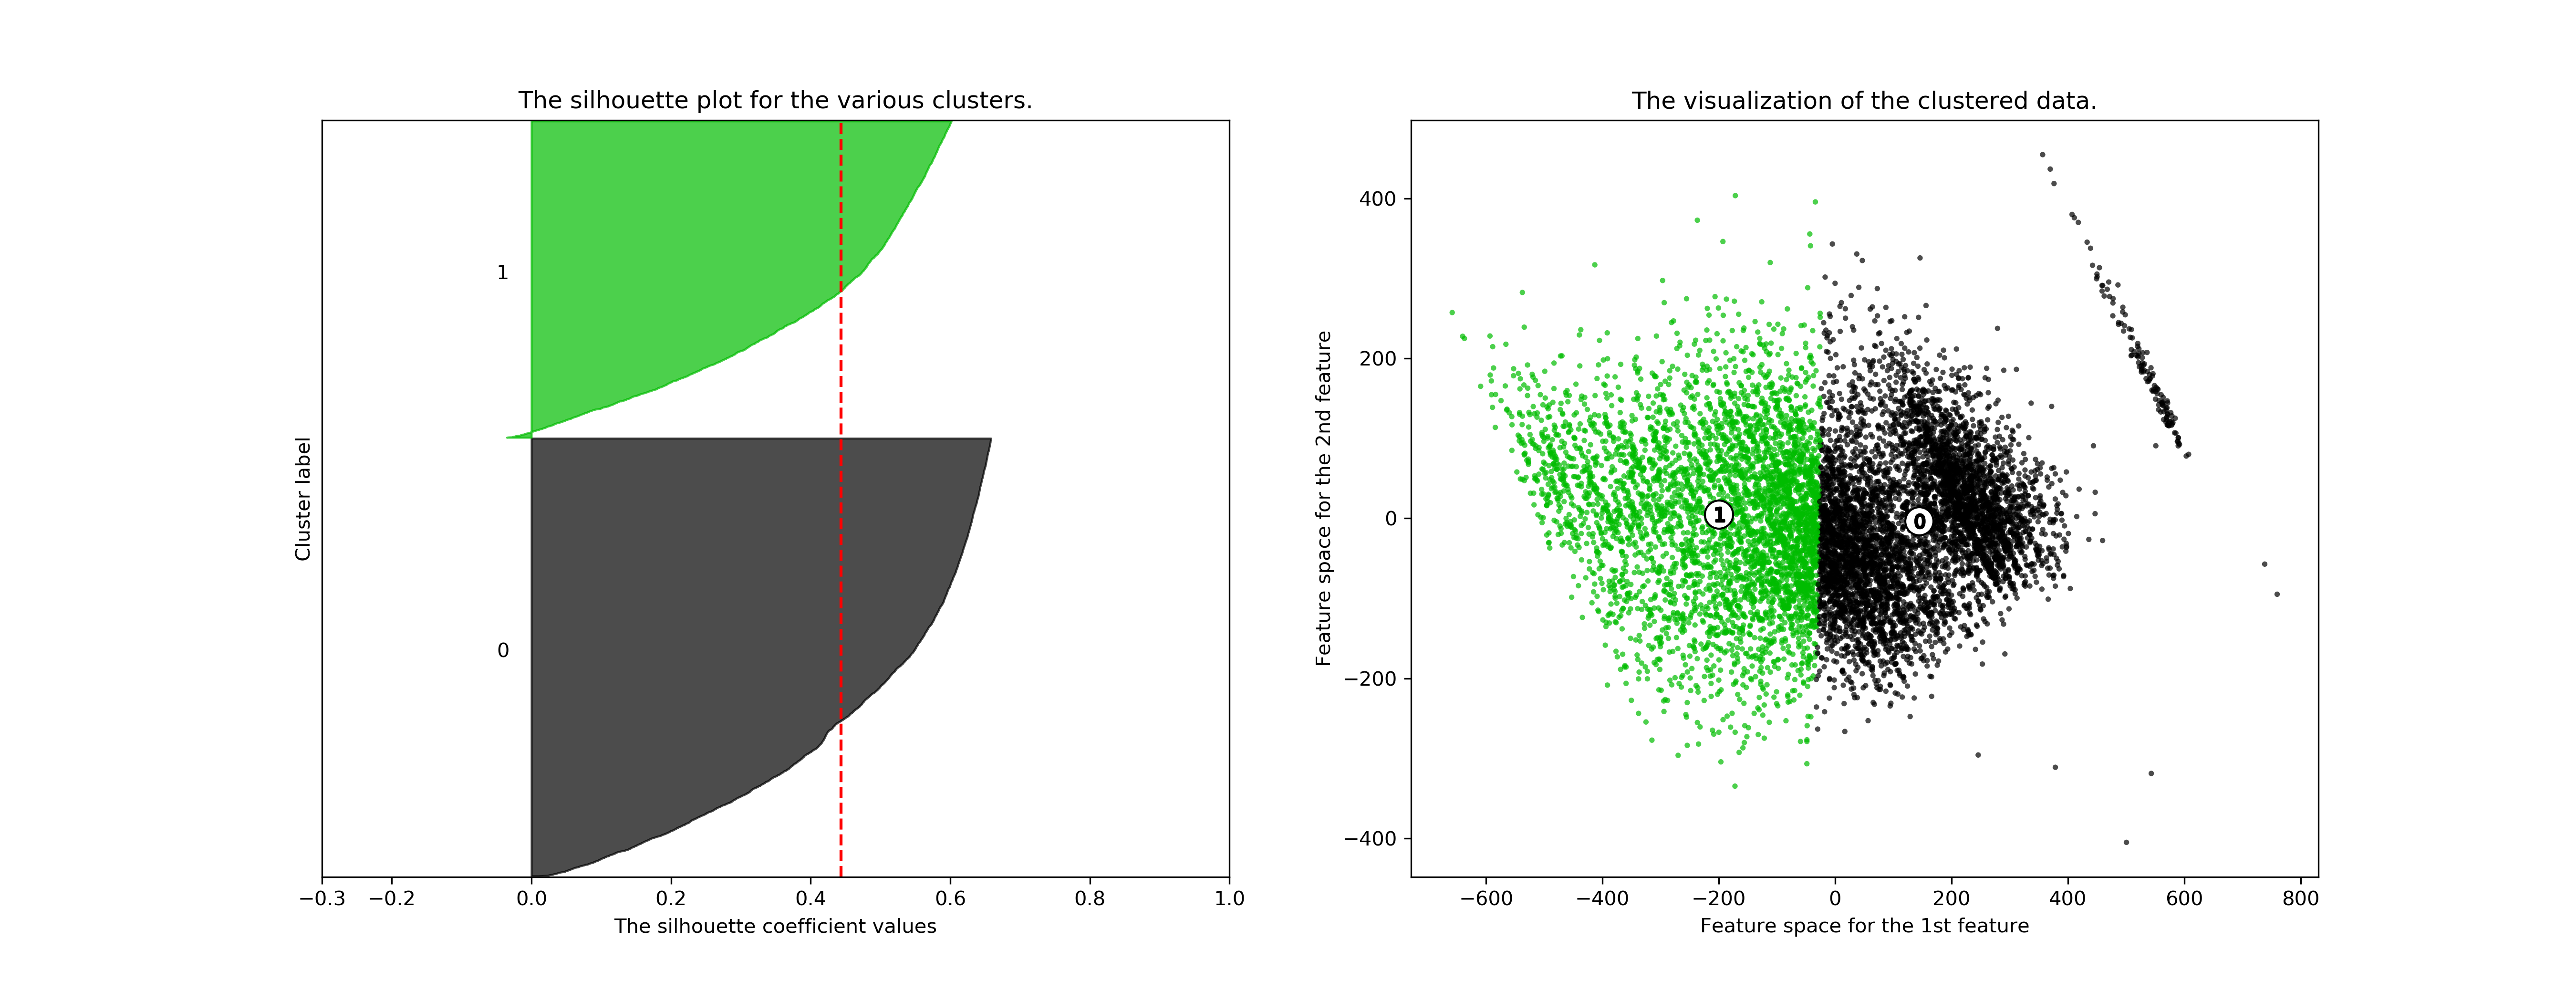 The silhouette plot for the various clusters.
Cluster label
1
0
−0.3 −0.2 0.0 0.2 0.4 0.6 0.8 1.0
The silhouette coefficient values
The visualization of the clustered data.
Feature space for the 2nd feature
400
200
0
−200
−400
1 0
−600 −400 −200 0 200 400 600 800
Feature space for the 1st feature